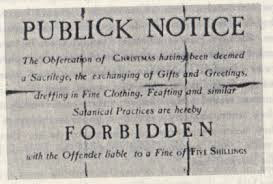 PUBLICK NOTICE
The Obfervation of CHRISTMAS having been deemed
a Sacrilege, the exchanging of Gifts and Greetings,
dreffing in Fine Clothing, Feafting and similar
Satanical Practices are hereby
FORBIDDEN
with the Offender liable to a Fine of FIVE SHILLINGS